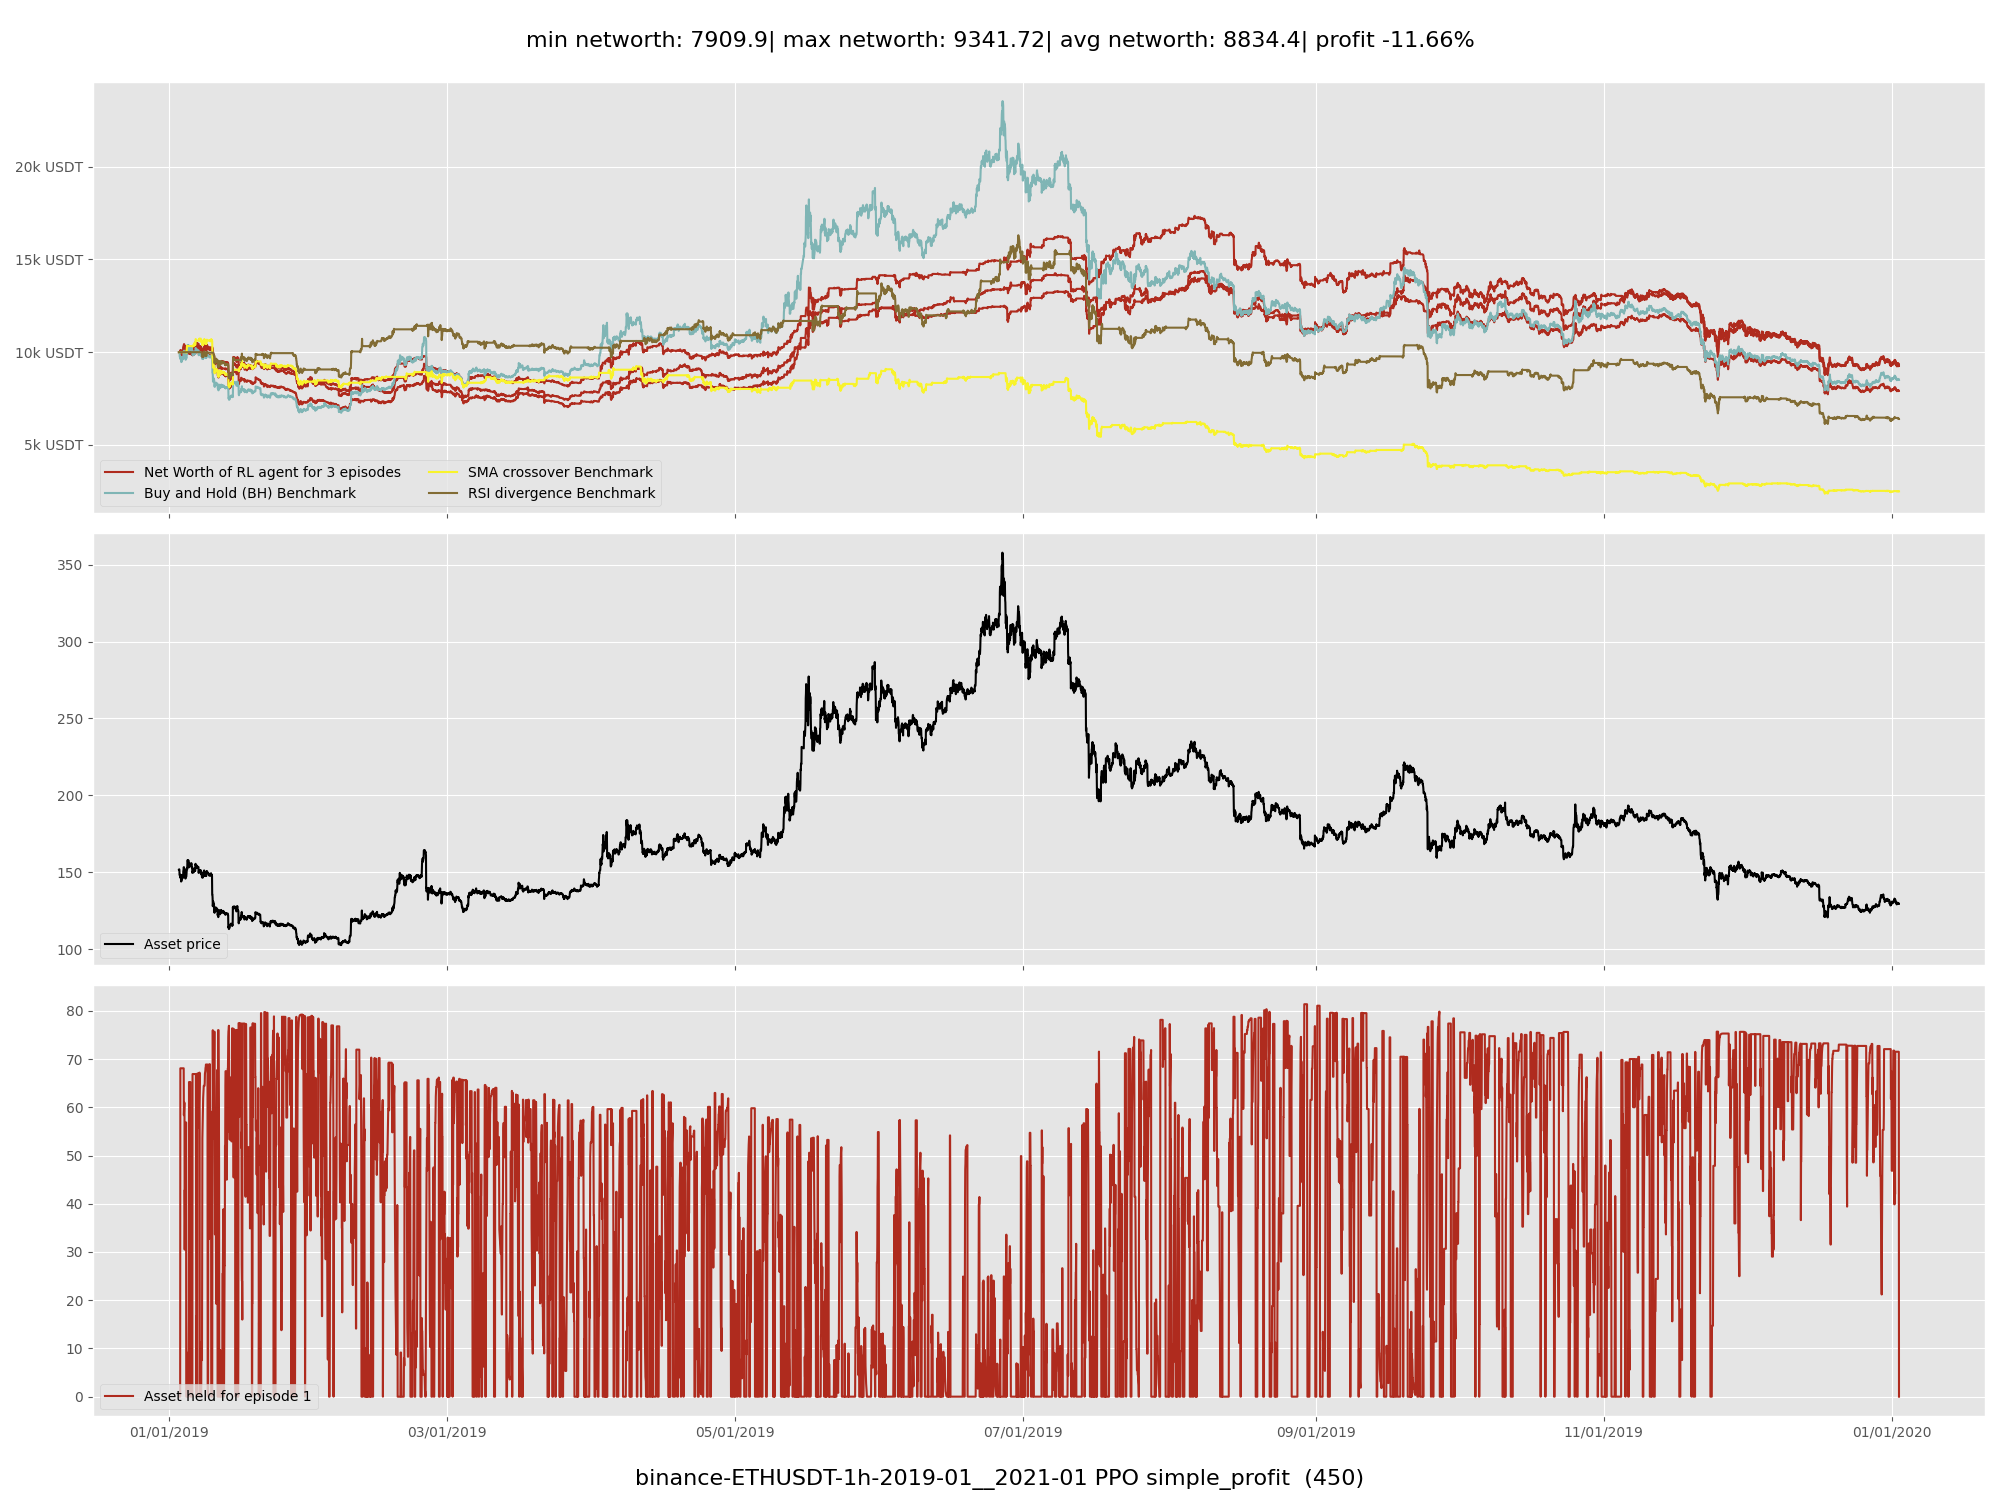 min networth: 7909.9| max networth: 9341.72| avg networth: 8834.4| profit -11.66%
20k USDT
15k USDT
10k USDT
5k USDT
Net Worth of RL agent for 3 episodes
Buy and Hold (BH) Benchmark
SMA crossover Benchmark
RSI divergence Benchmark
350
300
250
200
150
100
Asset price
80
70
60
50
40
30
20
10
0
Asset held for episode 1
01/01/2019 03/01/2019 05/01/2019 07/01/2019 09/01/2019 11/01/2019 01/01/2020
binance-ETHUSDT-1h-2019-01__2021-01 PPO simple_profit (450)